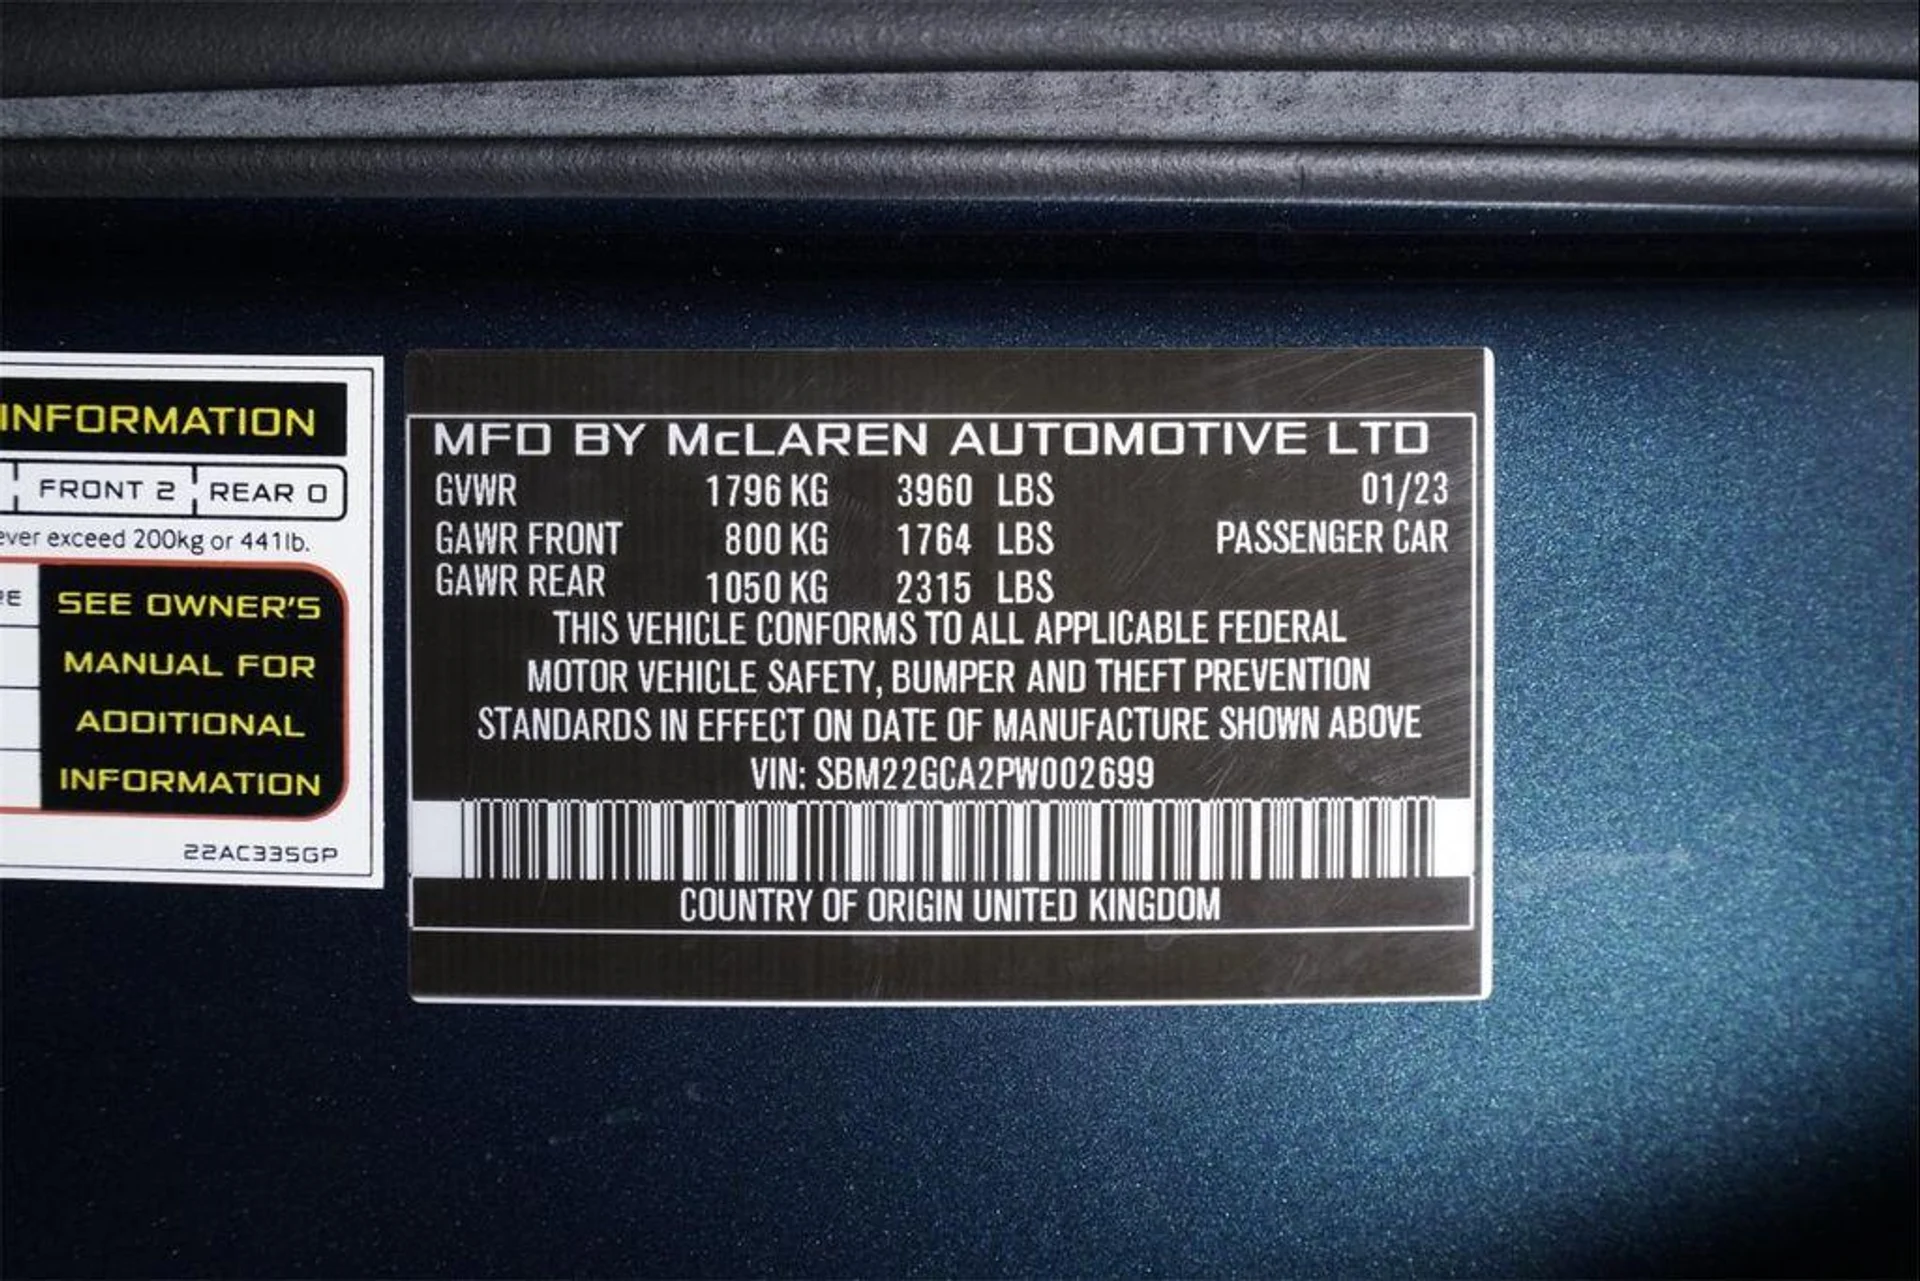 INFORMATION
FRONT 2 REAR 0
ever exceed 200kg or 441lb.
RE
SEE OWNER'S
MANUAL FOR
ADDITIONAL
INFORMATION
22AC335GP
MFD BY McLAREN AUTOMOTIVE LTD
GVWR 1796 KG 3960 LBS 01/23
GAWR FRONT 800 KG 1764 LBS PASSENGER CAR
GAWR REAR 1050 KG 2315 LBS
THIS VEHICLE CONFORMS TO ALL APPLICABLE FEDERAL
MOTOR VEHICLE SAFETY, BUMPER AND THEFT PREVENTION
STANDARDS IN EFFECT ON DATE OF MANUFACTURE SHOWN ABOVE
VIN: SBM22GCA2PW002699
COUNTRY OF ORIGIN UNITED KINGDOM